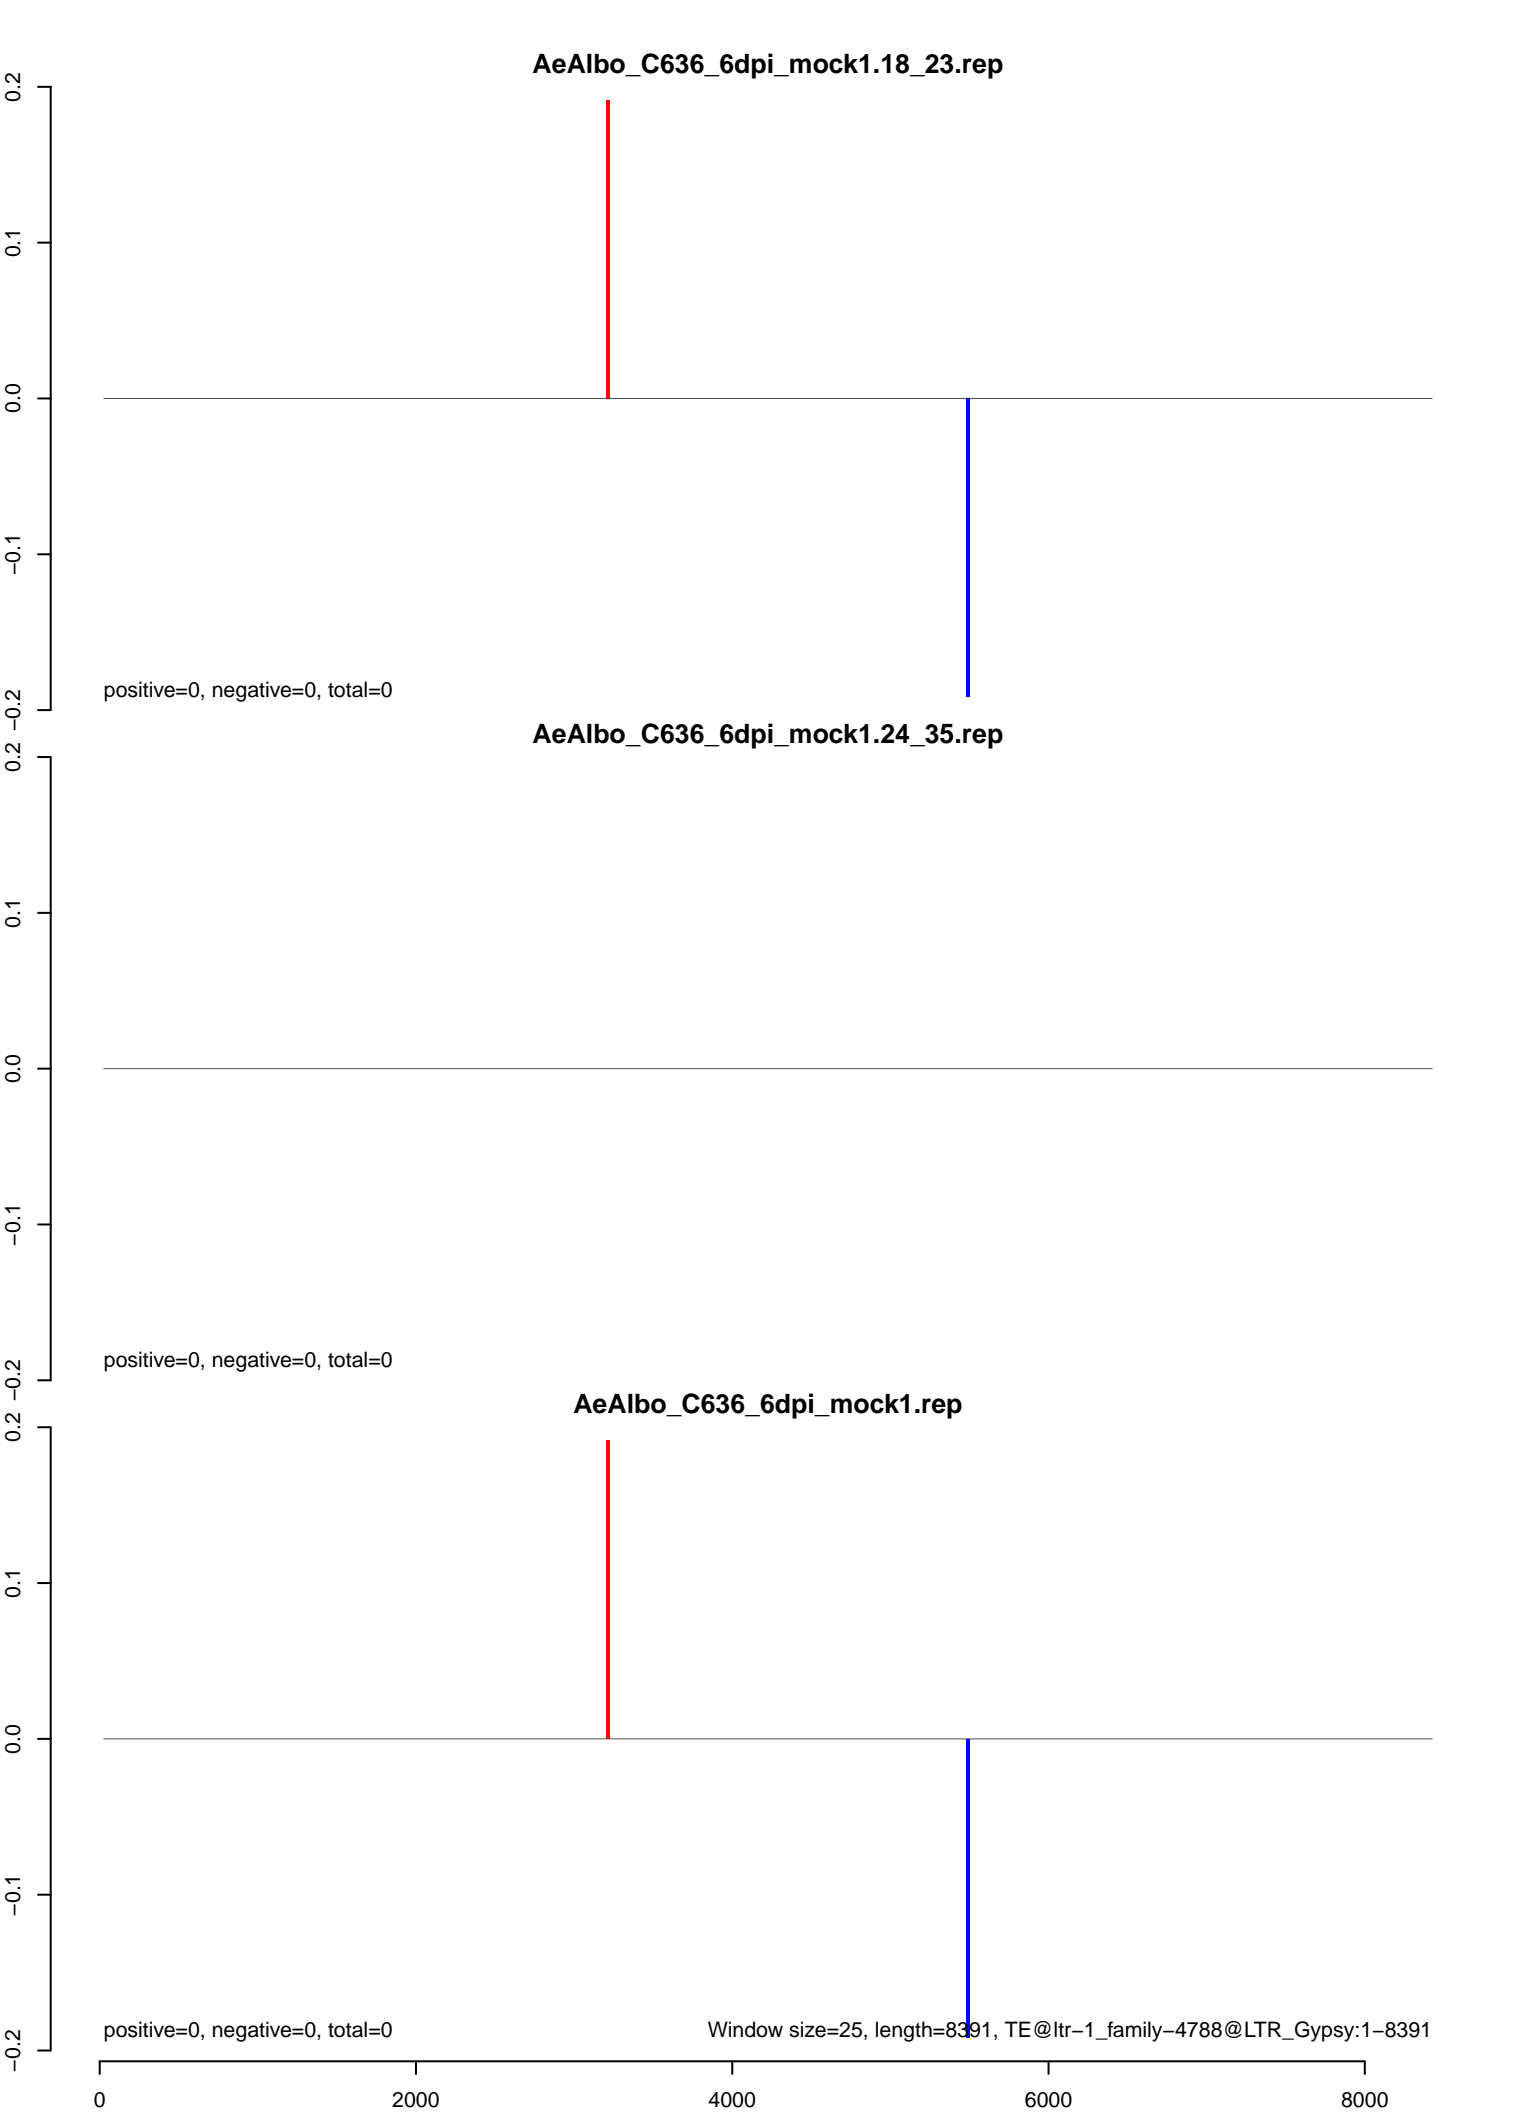 AeAlbo_C636_6dpi_mock1.18_23.rep
0.2
0.1
0.0
−0.1
−0.2
positive=0, negative=0, total=0
AeAlbo_C636_6dpi_mock1.24_35.rep
0.2
0.1
0.0
−0.1
−0.2
positive=0, negative=0, total=0
AeAlbo_C636_6dpi_mock1.rep
0.2
0.1
0.0
−0.1
−0.2
positive=0, negative=0, total=0
Window size=25, length=8391, TE@ltr−1_family−4788@LTR_Gypsy:1−8391
0 2000 4000 6000 8000